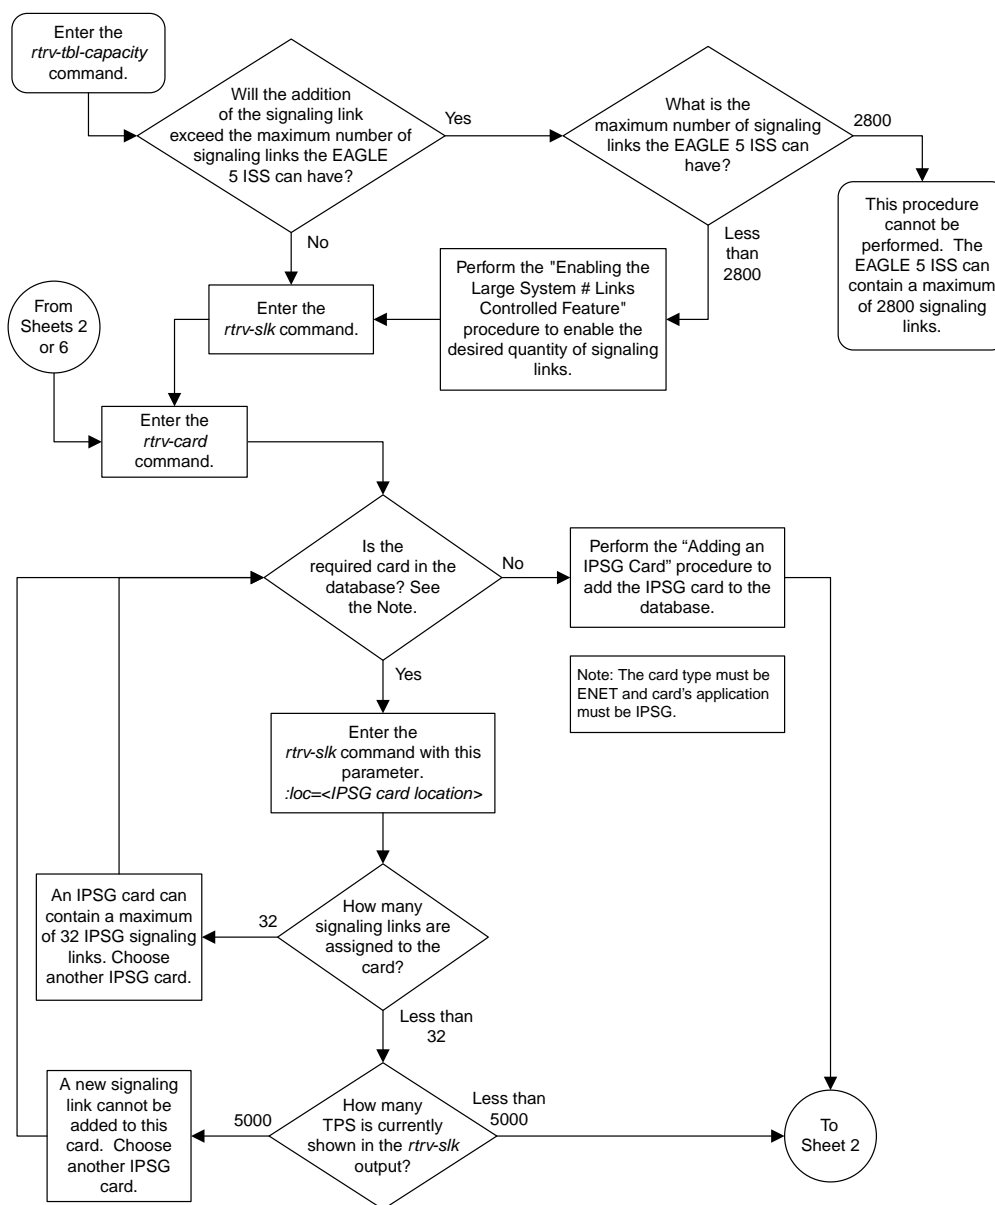 Enter the
rtrv-tbl-capacity
command.
Will the addition
of the signaling link
exceed the maximum number of
signaling links the EAGLE
5 ISS can have?
Yes
What is the
maximum number of signaling
links the EAGLE 5 ISS can
have?
2800
This procedure
cannot be
performed. The
EAGLE 5 ISS can
contain a maximum
of 2800 signaling
links.
No
Less
than
2800
Perform the "Enabling the
Large System # Links
Controlled Feature"
procedure to enable the
desired quantity of signaling
links.
Enter the
rtrv-slk command.
From
Sheets 2
or 6
Enter the
rtrv-card
command.
Is the
required card in the
database? See
the Note.
No
Perform the “Adding an
IPSG Card” procedure to
add the IPSG card to the
database.
Yes
Note: The card type must be
ENET and card’s application
must be IPSG.
Enter the
rtrv-slk command with this
parameter.
:loc=<IPSG card location>
How many
signaling links are
assigned to the
card?
32
An IPSG card can
contain a maximum
of 32 IPSG signaling
links. Choose
another IPSG card.
Less than
32
How many
TPS is currently
shown in the rtrv-slk
output?
5000
A new signaling
link cannot be
added to this
card. Choose
another IPSG
card.
Less than
5000
To
Sheet 2